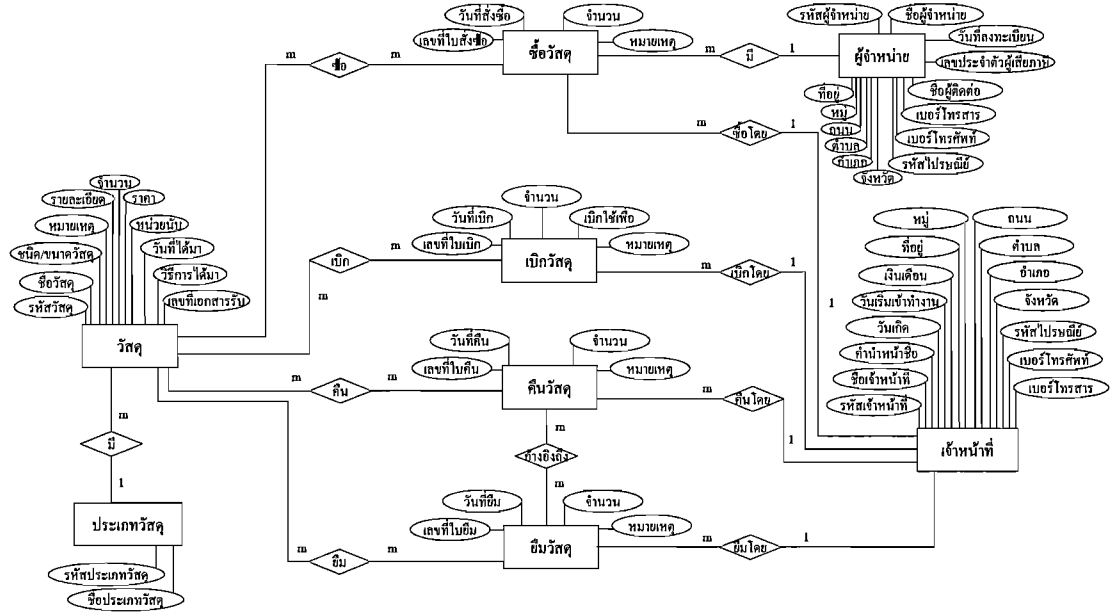 วันที่สั่งซื้อ
จำนวน
เลขที่ใบสั่งซื้อ
หมายเหตุ
ซื้อวัสดุ
m
ซื้อ
m
m
มี
1
รหัสผู้จำหน่าย
ชื่อผู้จำหน่าย
วันที่ลงทะเบียน
ผู้จำหน่าย
เลขประจำตัวผู้เสียภาษี
ที่อยู่
ชื่อผู้ติดต่อ
หมู่
เบอร์โทรสาร
ถนน
เบอร์โทรศัพท์
ตำบล
อำเภอ
รหัสไปรษณีย์
จังหวัด
m
ซื้อโดย
1
จำนวน
รายละเอียด
ราคา
หมายเหตุ
หน่วยนับ
ชนิด/ขนาดวัสดุ
วันที่ได้มา
ชื่อวัสดุ
วิธีการได้มา
รหัสวัสดุ
เลขที่เอกสารรับ
วัสดุ
จำนวน
วันที่เบิก
เบิกใช้เพื่อ
เลขที่ใบเบิก
หมายเหตุ
เบิกวัสดุ
m
เบิก
m
m
เบิกโดย
1
1
หมู่
ถนน
ที่อยู่
ตำบล
เงินเดือน
อำเภอ
วันเริ่มเข้าทำงาน
จังหวัด
วันเกิด
รหัสไปรษณีย์
คำนำหน้าชื่อ
เบอร์โทรศัพท์
ชื่อเจ้าหน้าที่
เบอร์โทรสาร
รหัสเจ้าหน้าที่
เจ้าหน้าที่
วันที่คืน
จำนวน
เลขที่ใบคืน
หมายเหตุ
คืนวัสดุ
m
คืน
m
m
คืนโดย
1
m
อ้างอิงถึง
m
m
มี
1
ประเภทวัสดุ
รหัสประเภทวัสดุ
ชื่อประเภทวัสดุ
วันที่ยืม
จำนวน
เลขที่ใบยืม
หมายเหตุ
ยืมวัสดุ
m
ยืม
m
m
ยืมโดย
1